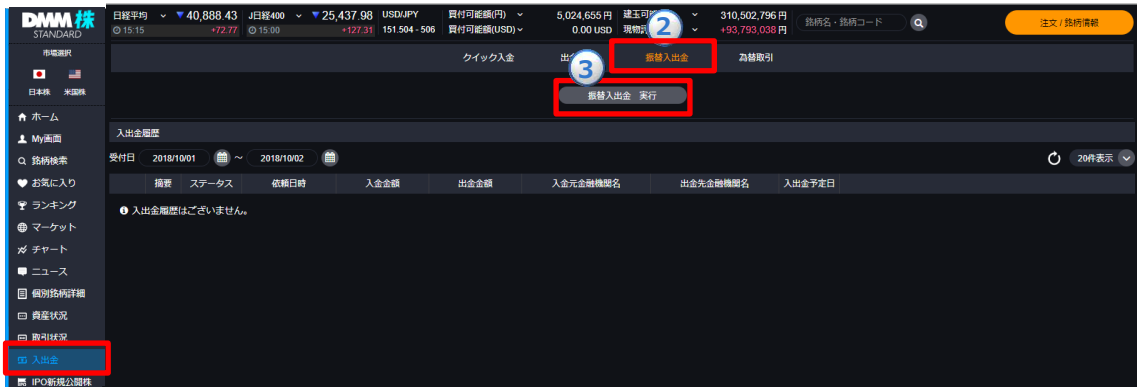 DMM 株
STANDARD
市場選択
日本株 米国株
ホーム
My画面
銘柄検索
お気に入り
ランキング
マーケット
チャート
ニュース
個別銘柄詳細
資産状況
取引状況
入出金
IPO新規公開株
日経平均 ▼40,888.43 J日経400 ▼25,437.98 USD/JPY 買付可能額(円) 5,024,655 円 310,502,796 円 銘柄名・銘柄コード 注文 / 銘柄情報
15:15 +72.77 15:00 +127.31 151.504 - 506 買付可能額(USD) 0.00 USD +93,793,038 円
2
クイック入金 振替入出金 為替取引
3
振替入出金 実行
入出金履歴
受付日 2018/10/01 ～ 2018/10/02 20件表示
摘要 ステータス 依頼日時 入金金額 出金金額 入金元金融機関名 出金先金融機関名 入出金予定日
入出金履歴はございません。